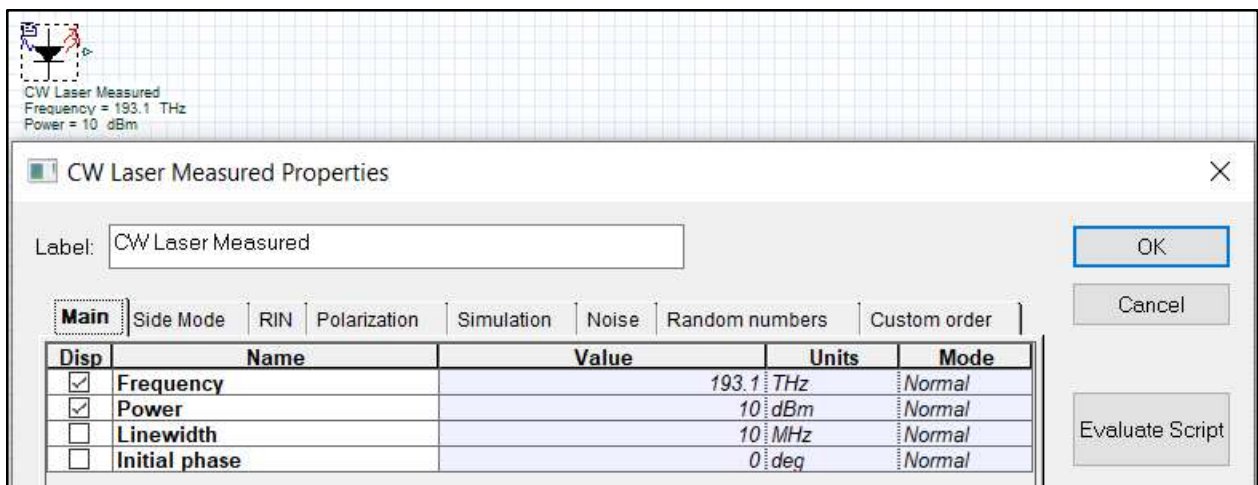 CW Laser Measured
Frequency = 193.1 THz
Power = 10 dBm
CW Laser Measured Properties
Label: CW Laser Measured
OK
Cancel
Main Side Mode RIN Polarization Simulation Noise Random numbers Custom order
Disp Name Value Units Mode
Frequency 193.1 THz Normal
Power 10 dBm Normal
Linewidth 10 MHz Normal
Initial phase 0 deg Normal
Evaluate Script